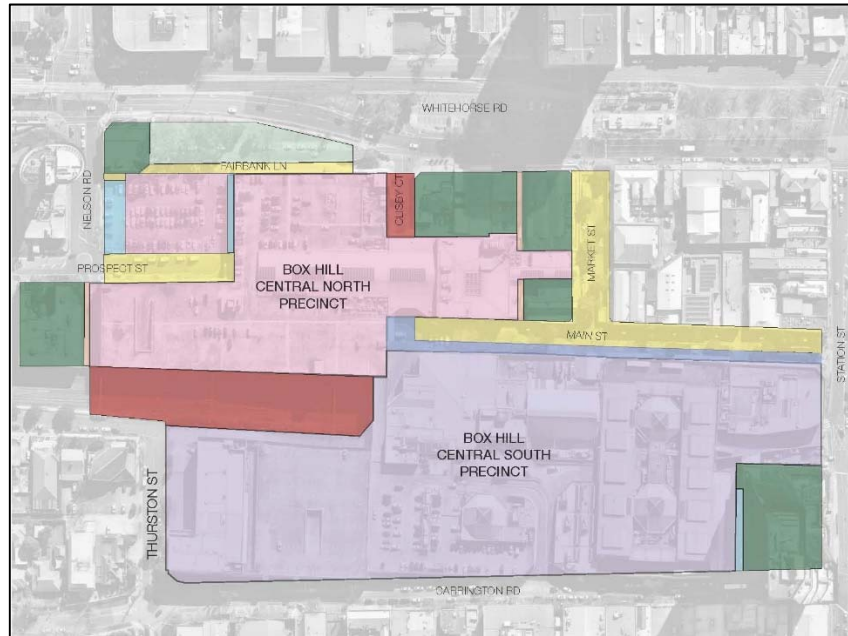 WHITEHORSE RD
FAIRBANK LN
NELSON RD
CLISBY CT
MARKET ST
PROSPECT ST
BOX HILL
CENTRAL NORTH
PRECINCT
MAIN ST
STATION ST
BOX HILL
CENTRAL SOUTH
PRECINCT
THURSTON ST
CARRINGTON RD